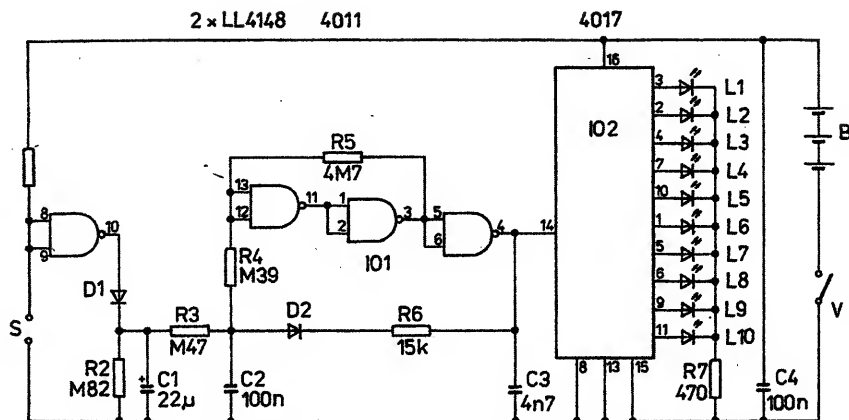 2 × LL4148 4011 4017
16
3 L1
2 L2
IO2
4 L3
B
R5
4M7
7 L4
10 L5
13
11
1
12
2
3
5
6
4
14
1 L6
8
9
10
5 L7
R4
M39
IO1
6 L8
D1
D2
R6
15k
9 L9
V
S
R3
M47
11 L10
R2
M82
C1
+
22µ
C2
100n
C3
4n7
8 13 15
R7
470
C4
100n